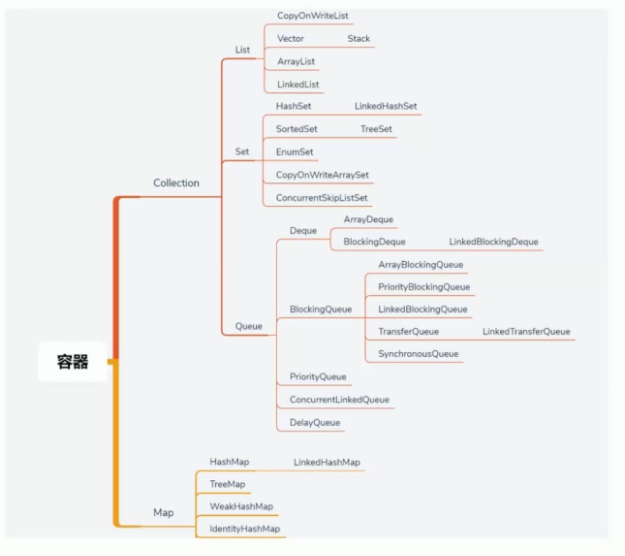 容器
Collection
List
CopyOnWriteList
Vector Stack
ArrayList
LinkedList
Set
HashSet LinkedHashSet
SortedSet TreeSet
EnumSet
CopyOnWriteArraySet
ConcurrentSkipListSet
Queue
Deque
ArrayDeque
BlockingDeque LinkedBlockingDeque
BlockingQueue
ArrayBlockingQueue
PriorityBlockingQueue
LinkedBlockingQueue
TransferQueue LinkedTransferQueue
SynchronousQueue
PriorityQueue
ConcurrentLinkedQueue
DelayQueue
Map
HashMap LinkedHashMap
TreeMap
WeakHashMap
IdentityHashMap